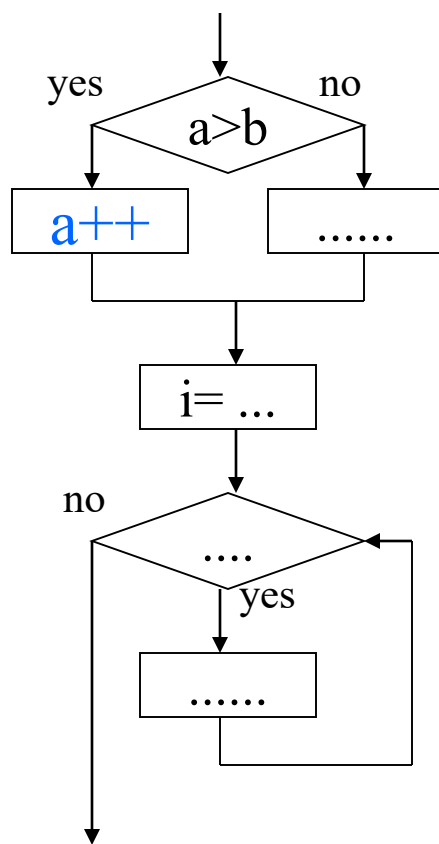 yes
no
a>b
a++
......
i= ...
no
....
yes
......